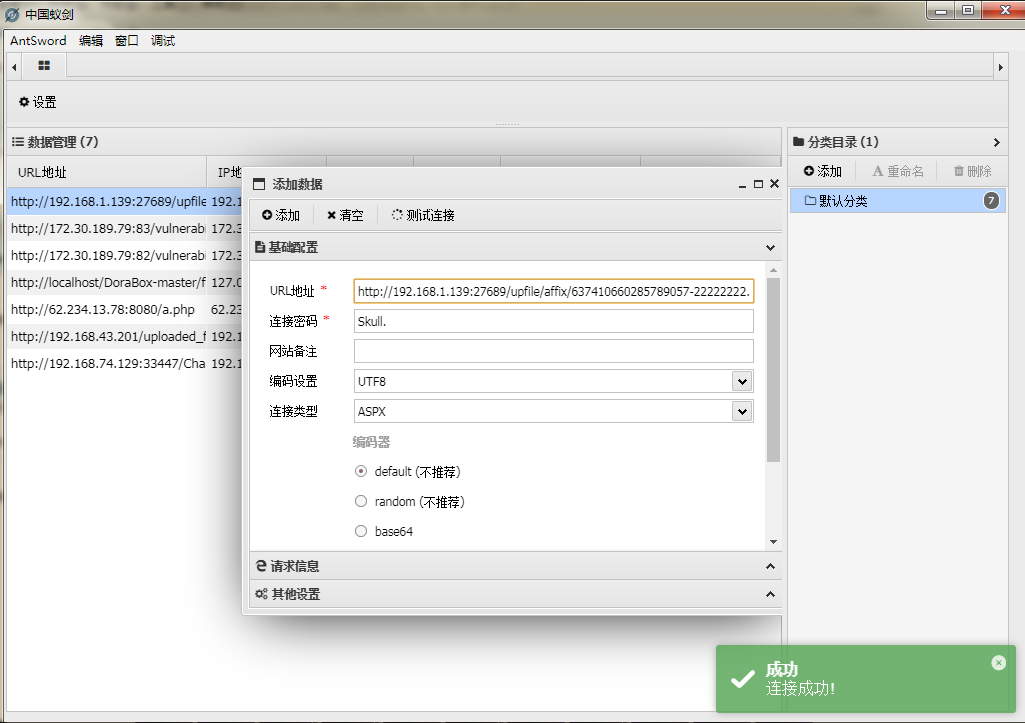 中国蚁剑
AntSword 编辑 窗口 调试
设置
数据管理 (7)
URL地址 IP地
http://192.168.1.139:27689/upfile 192.1
http://172.30.189.79:83/vulnerabi 172.3
http://172.30.189.79:82/vulnerabi 172.3
http://localhost/DoraBox-master/f 127.0
http://62.234.13.78:8080/a.php 62.23
http://192.168.43.201/uploaded_f 192.1
http://192.168.74.129:33447/Cha 192.1
添加数据
添加 清空 测试连接
基础配置
URL地址 * http://192.168.1.139:27689/upfile/affix/637410660285789057-22222222.
连接密码 * Skull.
网站备注
编码设置 UTF8
连接类型 ASPX
编码器
default (不推荐)
random (不推荐)
base64
请求信息
其他设置
分类目录 (1)
添加 重命名 删除
默认分类 7
成功
连接成功!